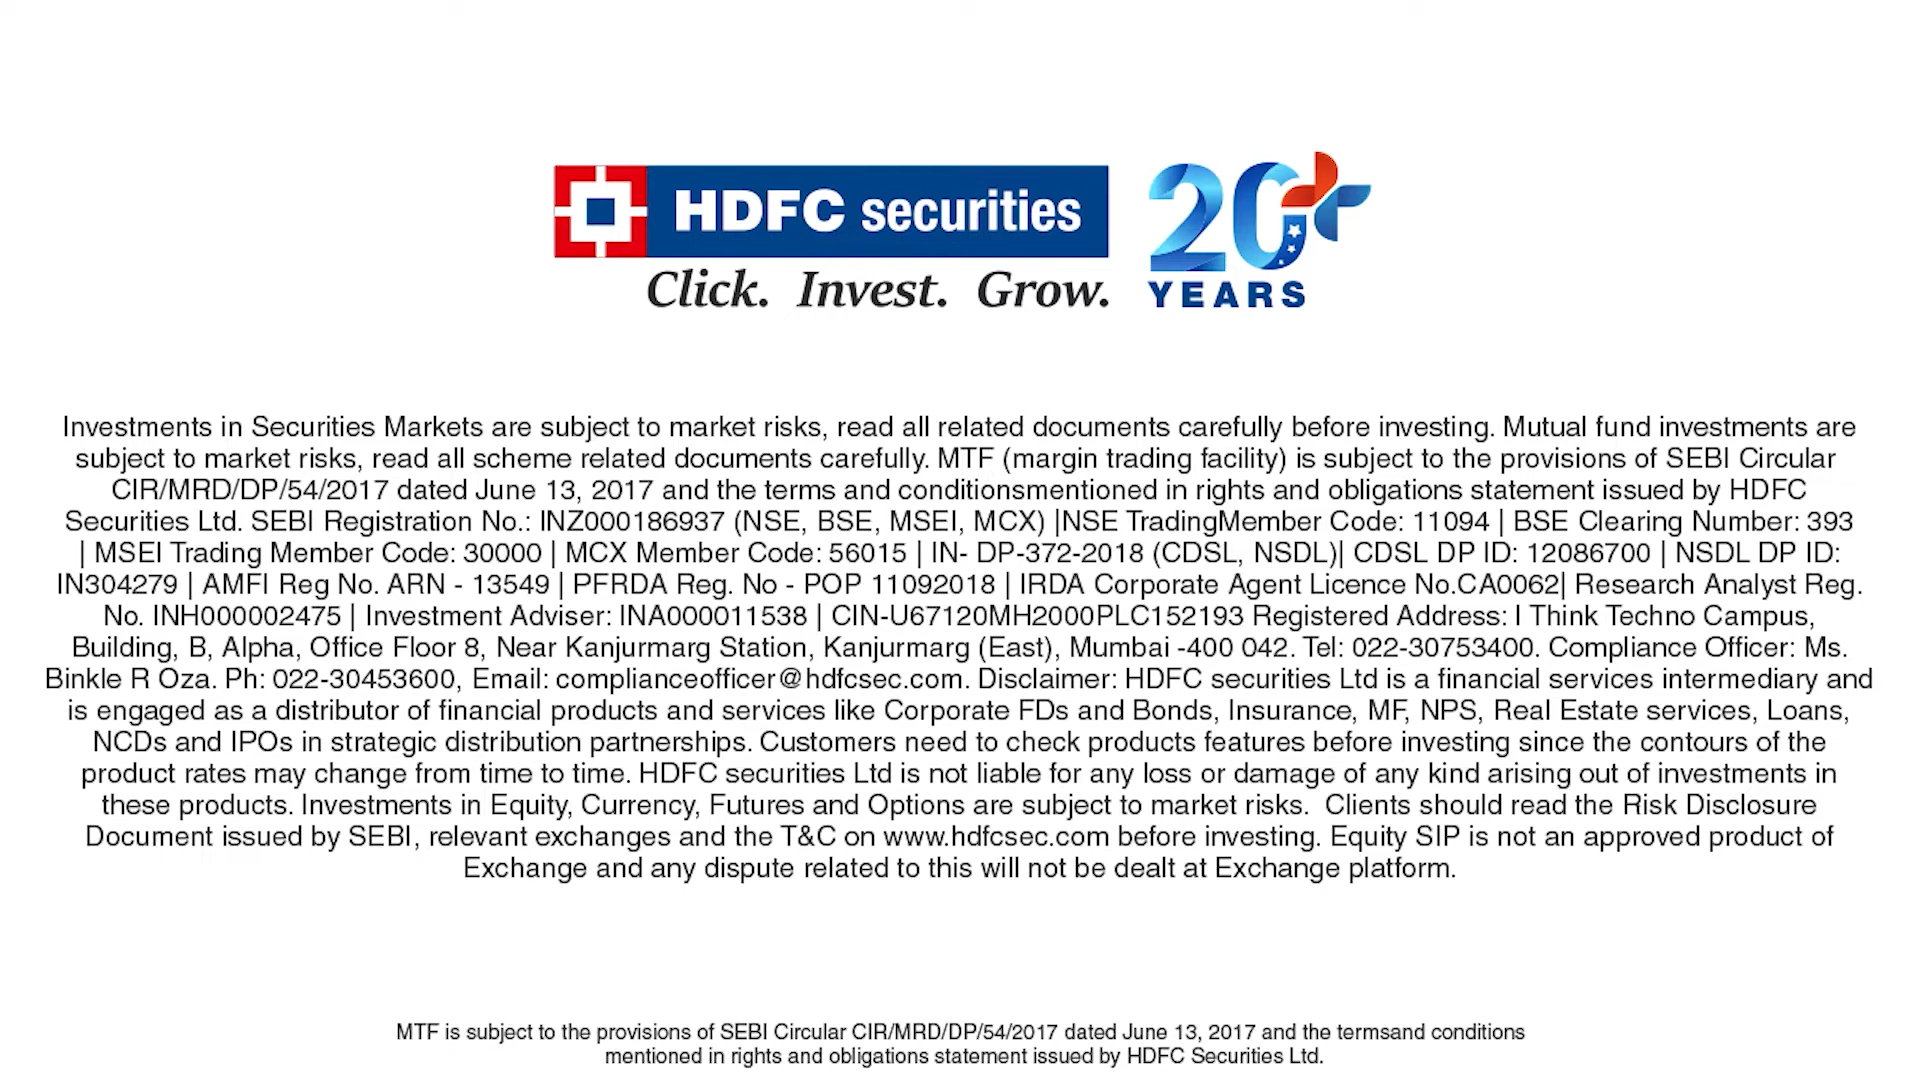 HDFC securities
Click. Invest. Grow.
20
YEARS
Investments in Securities Markets are subject to market risks, read all related documents carefully before investing. Mutual fund investments are
subject to market risks, read all scheme related documents carefully. MTF (margin trading facility) is subject to the provisions of SEBI Circular
CIR/MRD/DP/54/2017 dated June 13, 2017 and the terms and conditionsmentioned in rights and obligations statement issued by HDFC
Securities Ltd. SEBI Registration No.: INZ000186937 (NSE, BSE, MSEI, MCX) |NSE TradingMember Code: 11094 | BSE Clearing Number: 393
| MSEI Trading Member Code: 30000 | MCX Member Code: 56015 | IN- DP-372-2018 (CDSL, NSDL)| CDSL DP ID: 12086700 | NSDL DP ID:
IN304279 | AMFI Reg No. ARN - 13549 | PFRDA Reg. No - POP 11092018 | IRDA Corporate Agent Licence No.CA0062| Research Analyst Reg.
No. INH000002475 | Investment Adviser: INA000011538 | CIN-U67120MH2000PLC152193 Registered Address: I Think Techno Campus,
Building, B, Alpha, Office Floor 8, Near Kanjurmarg Station, Kanjurmarg (East), Mumbai -400 042. Tel: 022-30753400. Compliance Officer: Ms.
Binkle R Oza. Ph: 022-30453600, Email: complianceofficer@hdfcsec.com. Disclaimer: HDFC securities Ltd is a financial services intermediary and
is engaged as a distributor of financial products and services like Corporate FDs and Bonds, Insurance, MF, NPS, Real Estate services, Loans,
NCDs and IPOs in strategic distribution partnerships. Customers need to check products features before investing since the contours of the
product rates may change from time to time. HDFC securities Ltd is not liable for any loss or damage of any kind arising out of investments in
these products. Investments in Equity, Currency, Futures and Options are subject to market risks.  Clients should read the Risk Disclosure
Document issued by SEBI, relevant exchanges and the T&C on www.hdfcsec.com before investing. Equity SIP is not an approved product of
Exchange and any dispute related to this will not be dealt at Exchange platform.
MTF is subject to the provisions of SEBI Circular CIR/MRD/DP/54/2017 dated June 13, 2017 and the termsand conditions
mentioned in rights and obligations statement issued by HDFC Securities Ltd.